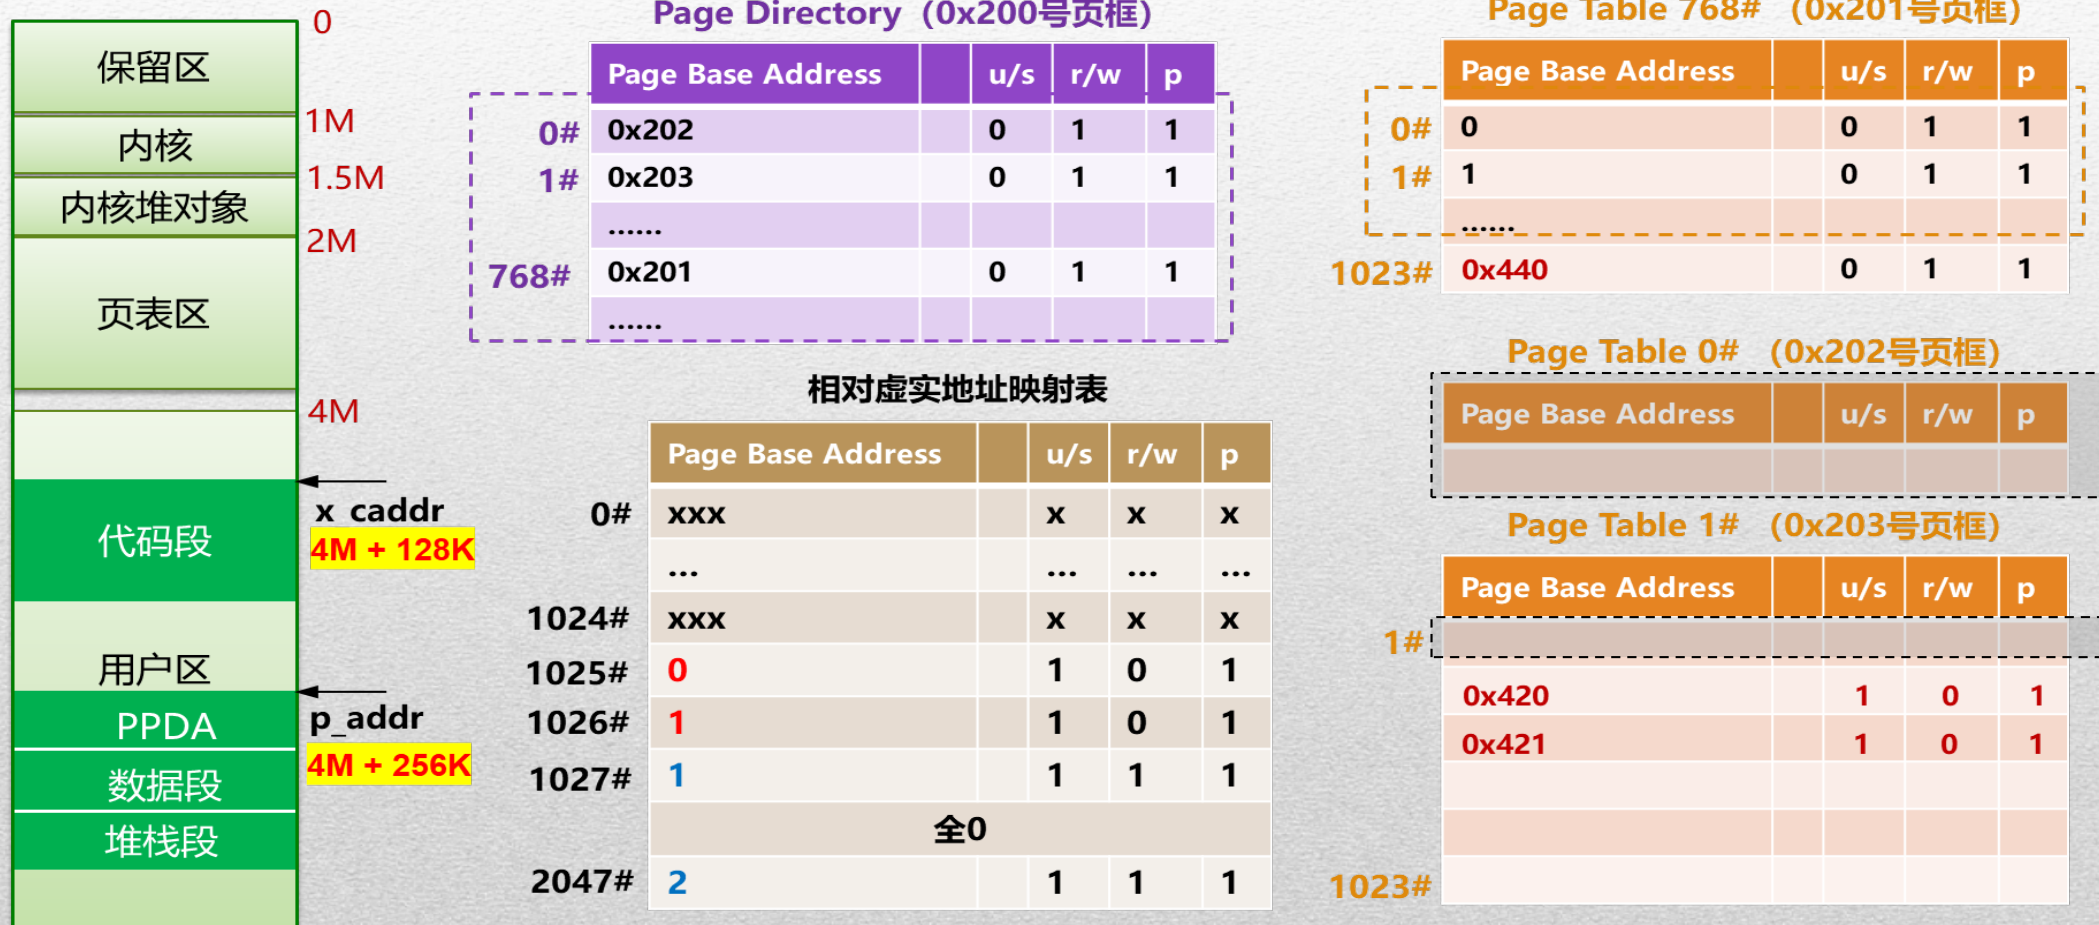 0
保留区
1M
内核
1.5M
内核堆对象
2M
页表区
4M
x_caddr
4M + 128K
代码段
用户区
p_addr
PPDA
4M + 256K
数据段
堆栈段
Page Directory（0x200号页框）
Page Base Address u/s r/w p
0# 0x202 0 1 1
1# 0x203 0 1 1
......
768# 0x201 0 1 1
......
相对虚实地址映射表
Page Base Address u/s r/w p
0# xxx x x x
... ... ... ...
1024# xxx x x x
1025# 0 1 0 1
1026# 1 1 0 1
1027# 1 1 1 1
全0
2047# 2 1 1 1
Page Table 768# （0x201号页框）
Page Base Address u/s r/w p
0# 0 0 1 1
1# 1 0 1 1
......
1023# 0x440 0 1 1
Page Table 0# （0x202号页框）
Page Base Address u/s r/w p
Page Table 1# （0x203号页框）
Page Base Address u/s r/w p
1#
0x420 1 0 1
0x421 1 0 1
1023#